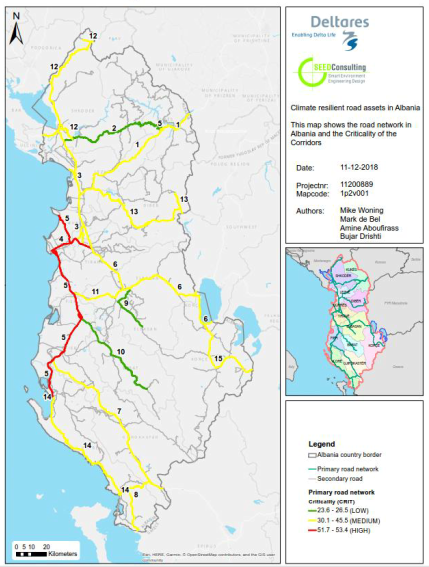 N
12
12
12
2
5
1
1
3
13
13
5
3
4
6
5
11
6
9
6
5
10
15
5
14
7
14
14
8
0 5 10 20
Kilometers
Deltares
Enabling Delta Life
SEEDConsulting
Smart Environment
Engineering Design
Climate resilient road assets in Albania
This map shows the road network in
Albania and the Criticality of the
Corridors
Date: 11-12-2018
Projectnr: 11200889
Mapcode: 1p2v001
Authors: Mike Woning
Mark de Bel
Amine Aboufirass
Bujar Drishti
Legend
Albania country border
Primary road network
Secondary road
Primary road network
Criticality (CRIT)
23.6 - 26.5 (LOW)
30.1 - 45.5 (MEDIUM)
51.7 - 53.4 (HIGH)